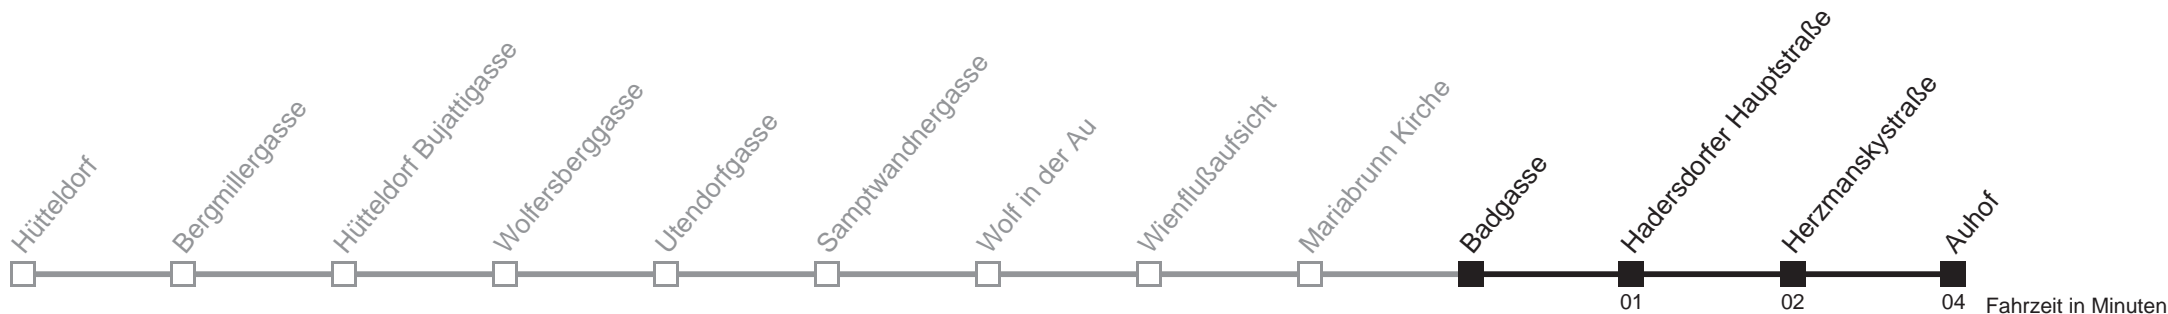 Hütteldorf
Bergmillergasse
Hütteldorf Bujattigasse
Wolfersberggasse
Utendorfgasse
Samptwandnergasse
Wolf in der Au
Wienflußaufsicht
Mariabrunn Kirche
Badgasse
Hadersdorfer Hauptstraße
Herzmanskystraße
Auhof
01
02
04
Fahrzeit in Minuten